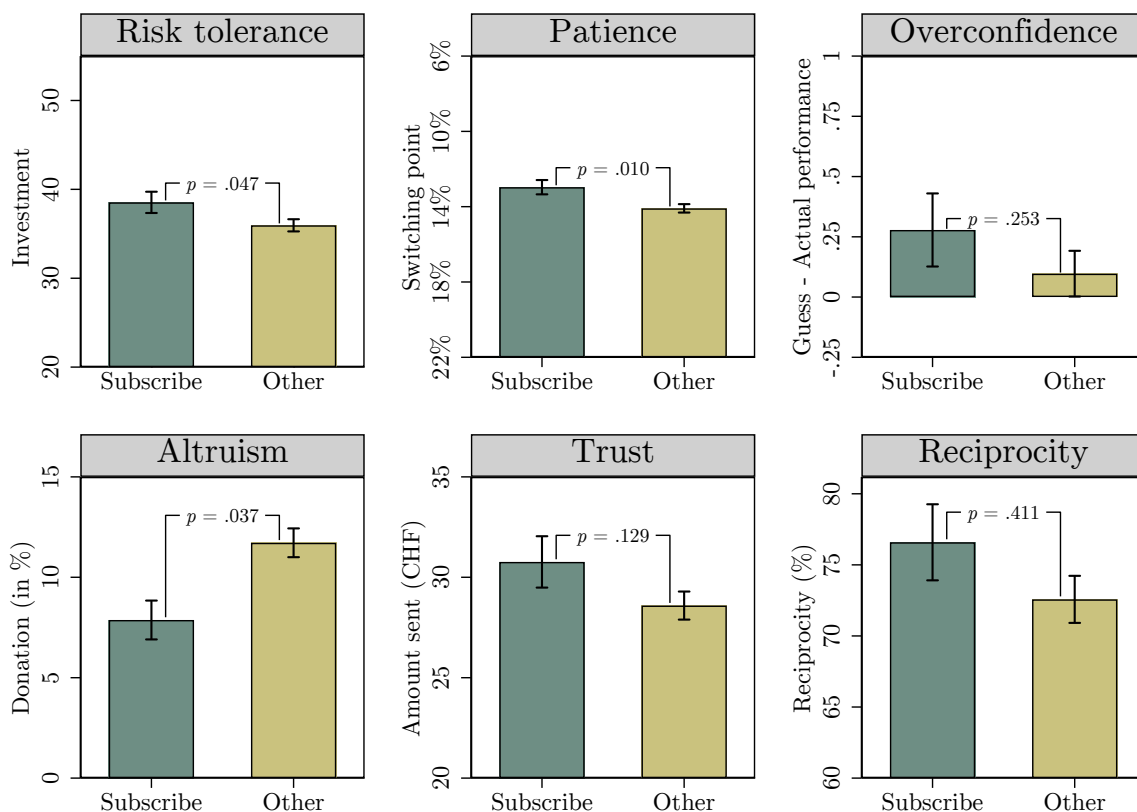 Risk tolerance
Investment
50
40
30
20
p = .047
Subscribe Other
Patience
Switching point
6%
10%
14%
18%
22%
p = .010
Subscribe Other
Overconfidence
Guess - Actual performance
1
.75
.5
.25
0
-.25
p = .253
Subscribe Other
Altruism
Donation (in %)
15
10
5
0
p = .037
Subscribe Other
Trust
Amount sent (CHF)
35
30
25
20
p = .129
Subscribe Other
Reciprocity
Reciprocity (%)
80
75
70
65
60
p = .411
Subscribe Other